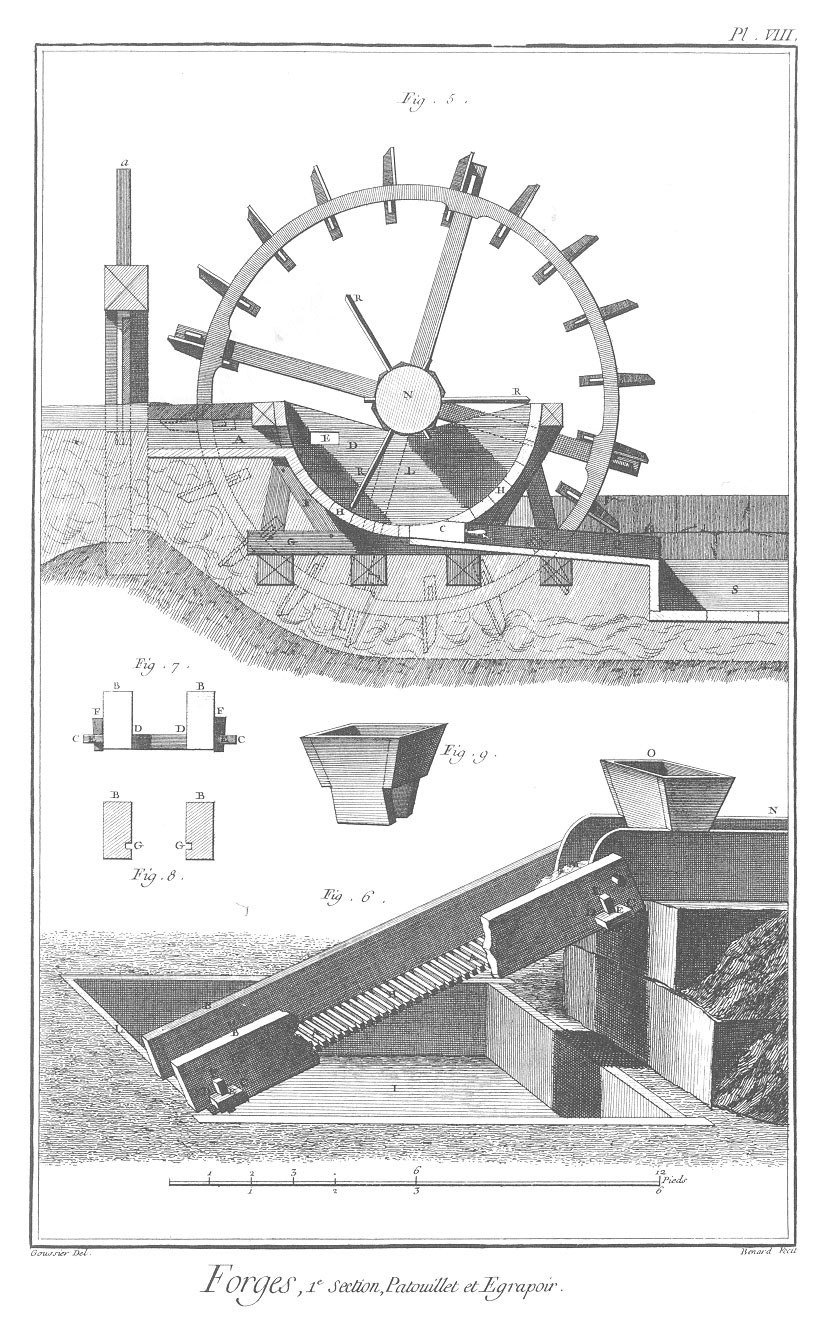 Pl. VIII.
Fig. 5.
a
R
N
R
A
E
D
R
L
H
H
C
G
S
Fig. 7.
B B
F F
C D D C
B B
G G
Fig. 8.
Fig. 9.
O
N
Fig. 6.
E
H
B
B
L
I
1 2 3 6 12
Pieds
1 2 3 6
Goussier Del. Benard Fecit
Forges, 1e Section, Patouillet et Egrapoir.